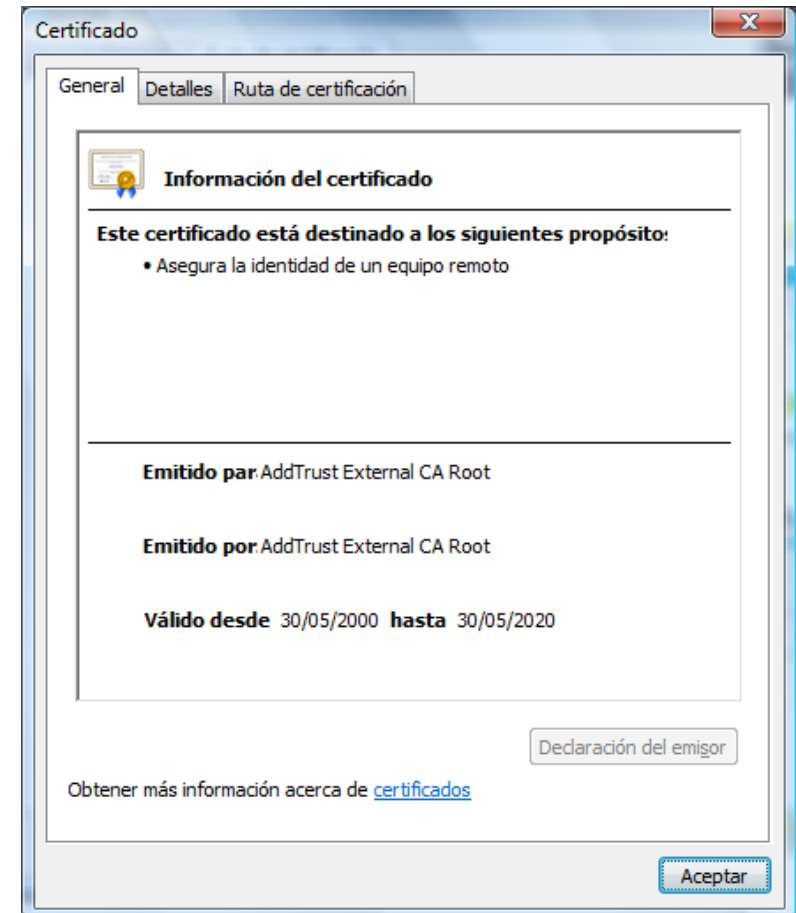 Certificado
General Detalles Ruta de certificación
Información del certificado
Este certificado está destinado a los siguientes propósito:
• Asegura la identidad de un equipo remoto
Emitido par AddTrust External CA Root
Emitido por AddTrust External CA Root
Válido desde 30/05/2000 hasta 30/05/2020
Declaración del emisor
Obtener más información acerca de certificados
Aceptar